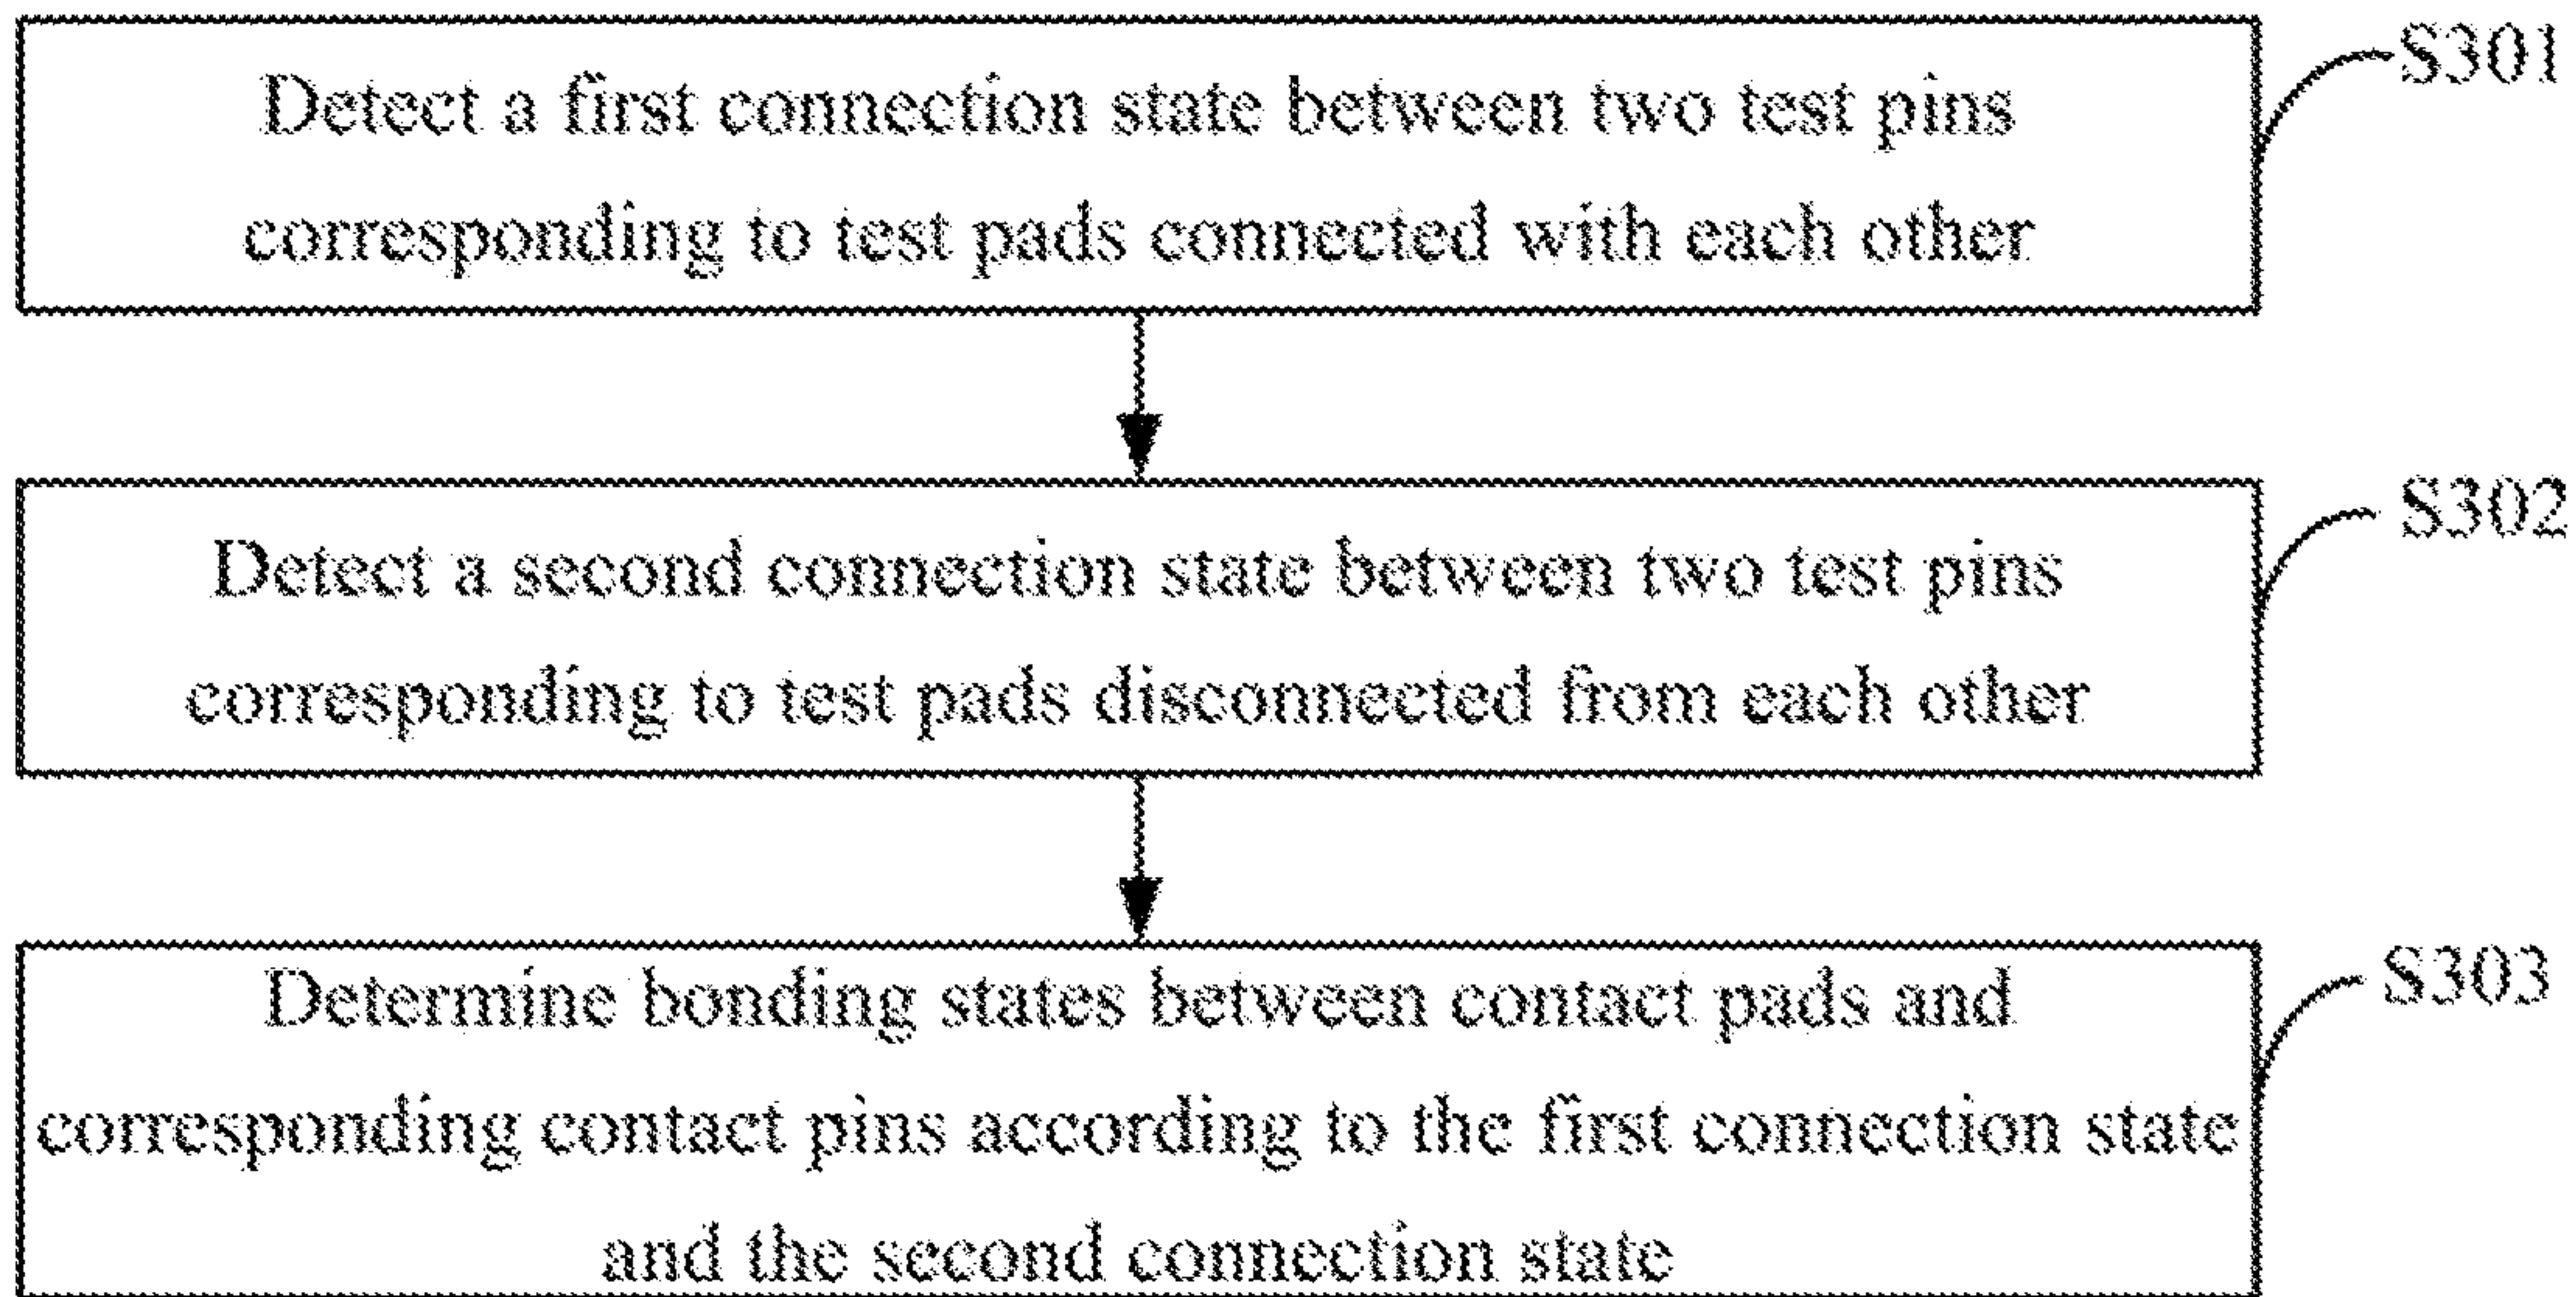 Detect a first connection state between two test pins
corresponding to test pads connected with each other
S301
Detect a second connection state between two test pins
corresponding to test pads disconnected from each other
S302
Determine bonding states between contact pads and
corresponding contact pins according to the first connection state
and the second connection state
S303